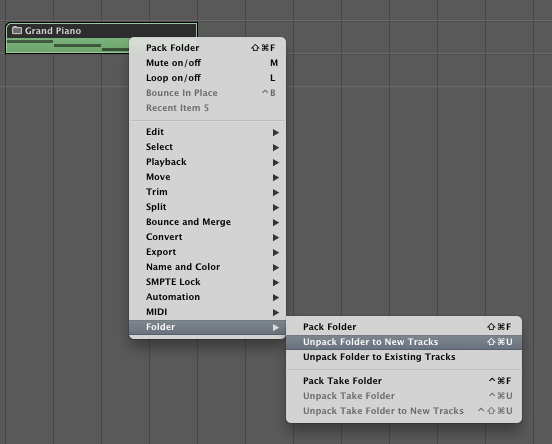 Grand Piano
Pack Folder ⇧⌘F
Mute on/off M
Loop on/off L
Bounce In Place ^B
Recent Item 5
Edit ▶
Select ▶
Playback ▶
Move ▶
Trim ▶
Split ▶
Bounce and Merge ▶
Convert ▶
Export ▶
Name and Color ▶
SMPTE Lock ▶
Automation ▶
MIDI ▶
Folder ▶
Pack Folder ⇧⌘F
Unpack Folder to New Tracks ⇧⌘U
Unpack Folder to Existing Tracks
Pack Take Folder ^⌘F
Unpack Take Folder ^⌘U
Unpack Take Folder to New Tracks ^⇧⌘U